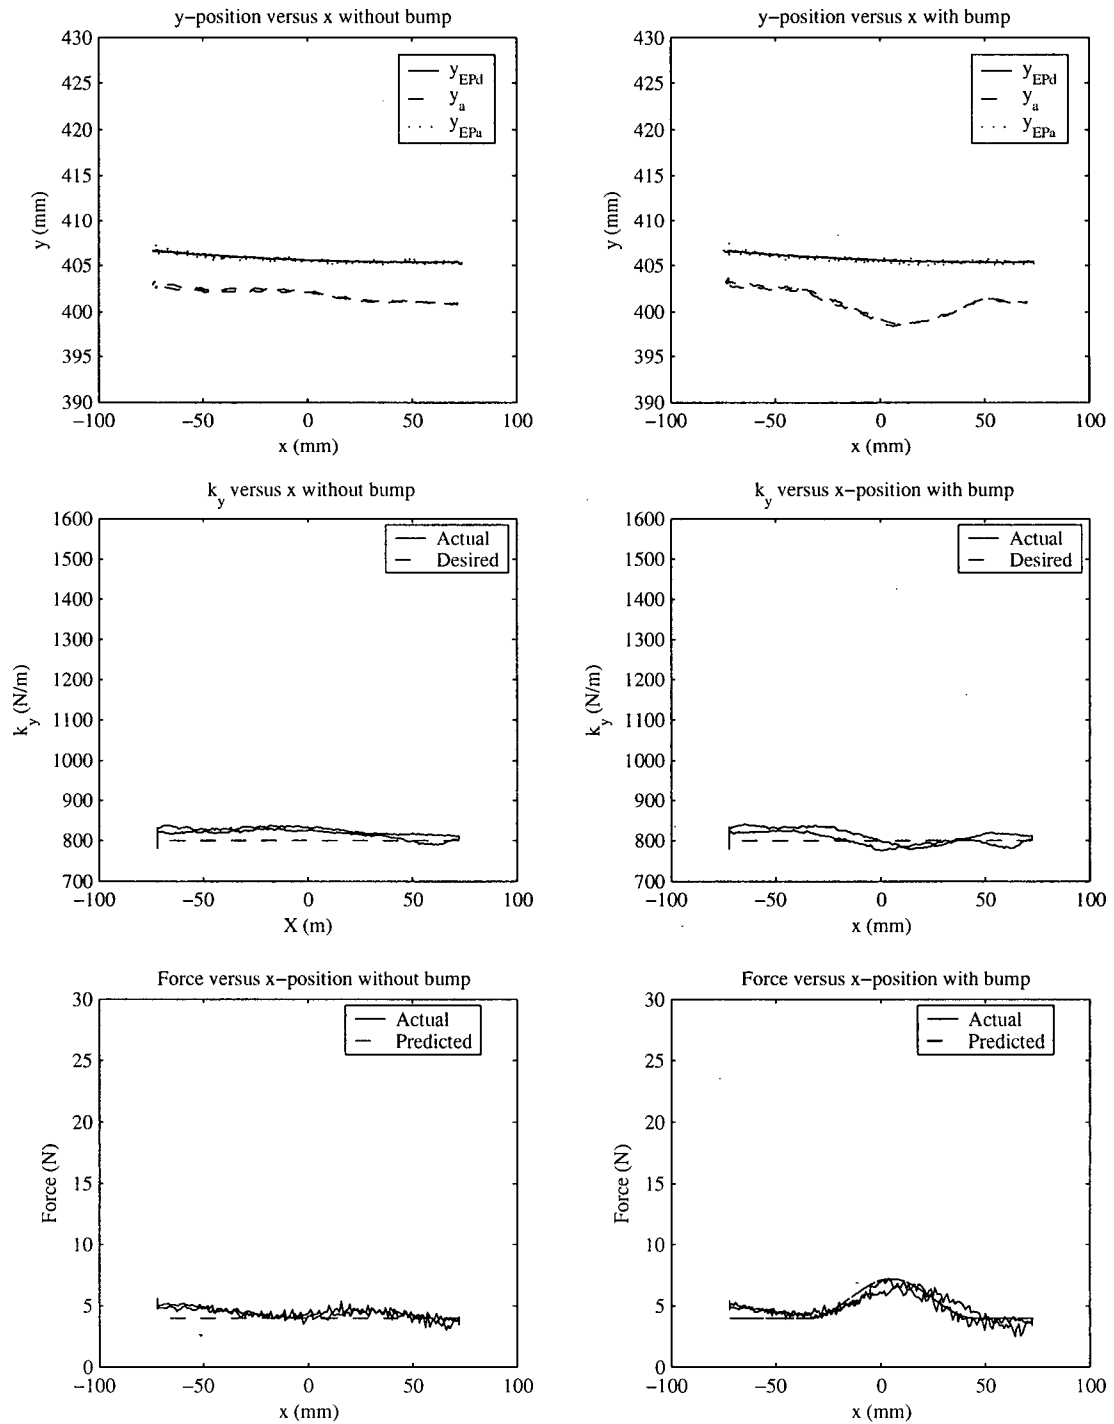 y-position versus x without bump
430
425
420
415
410
405
400
395
390
y (mm)
y_EPd
y_a
y_EPa
-100
-50
0
50
100
x (mm)
y-position versus x with bump
430
425
420
415
410
405
400
395
390
y (mm)
y_EPd
y_a
y_EPa
-100
-50
0
50
100
x (mm)
k_y versus x without bump
1600
1500
1400
1300
1200
1100
1000
900
800
700
k_y (N/m)
Actual
Desired
-100
-50
0
50
100
X (m)
k_y versus x-position with bump
1600
1500
1400
1300
1200
1100
1000
900
800
700
k_y (N/m)
Actual
Desired
-100
-50
0
50
100
x (mm)
Force versus x-position without bump
30
25
20
15
10
5
0
Force (N)
Actual
Predicted
-100
-50
0
50
100
x (mm)
Force versus x-position with bump
30
25
20
15
10
5
0
Force (N)
Actual
Predicted
-100
-50
0
50
100
x (mm)